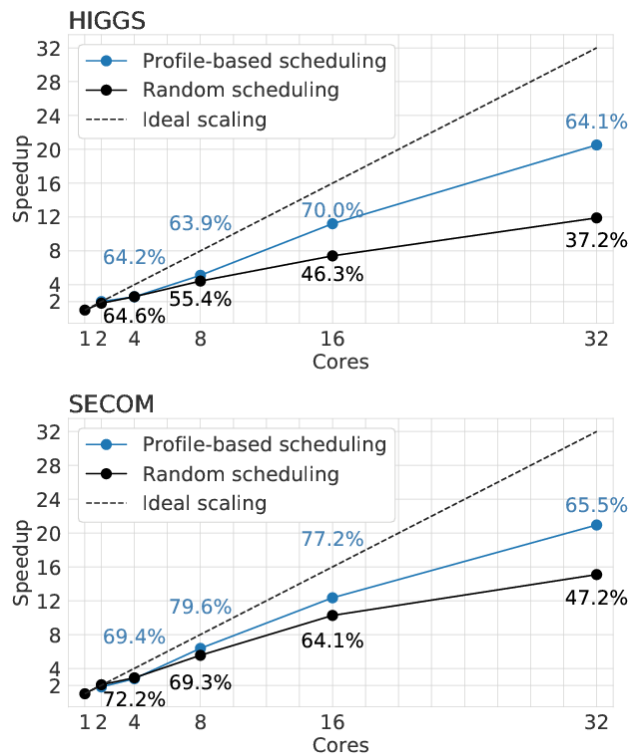 HIGGS
Profile-based scheduling
Random scheduling
Ideal scaling
Speedup
32
28
24
20
16
12
8
4
2
64.2%
63.9%
70.0%
64.1%
64.6%
55.4%
46.3%
37.2%
1 2 4 8 16 32
Cores
SECOM
Profile-based scheduling
Random scheduling
Ideal scaling
Speedup
32
28
24
20
16
12
8
4
2
69.4%
79.6%
77.2%
65.5%
72.2%
69.3%
64.1%
47.2%
1 2 4 8 16 32
Cores